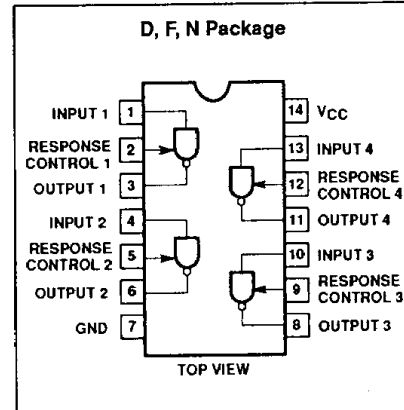 D, F, N Package
INPUT 1 1
RESPONSE
CONTROL 1 2
OUTPUT 1 3
INPUT 2 4
RESPONSE
CONTROL 2 5
OUTPUT 2 6
GND 7
14 VCC
13 INPUT 4
12 RESPONSE
CONTROL 4
11 OUTPUT 4
10 INPUT 3
9 RESPONSE
CONTROL 3
8 OUTPUT 3
TOP VIEW